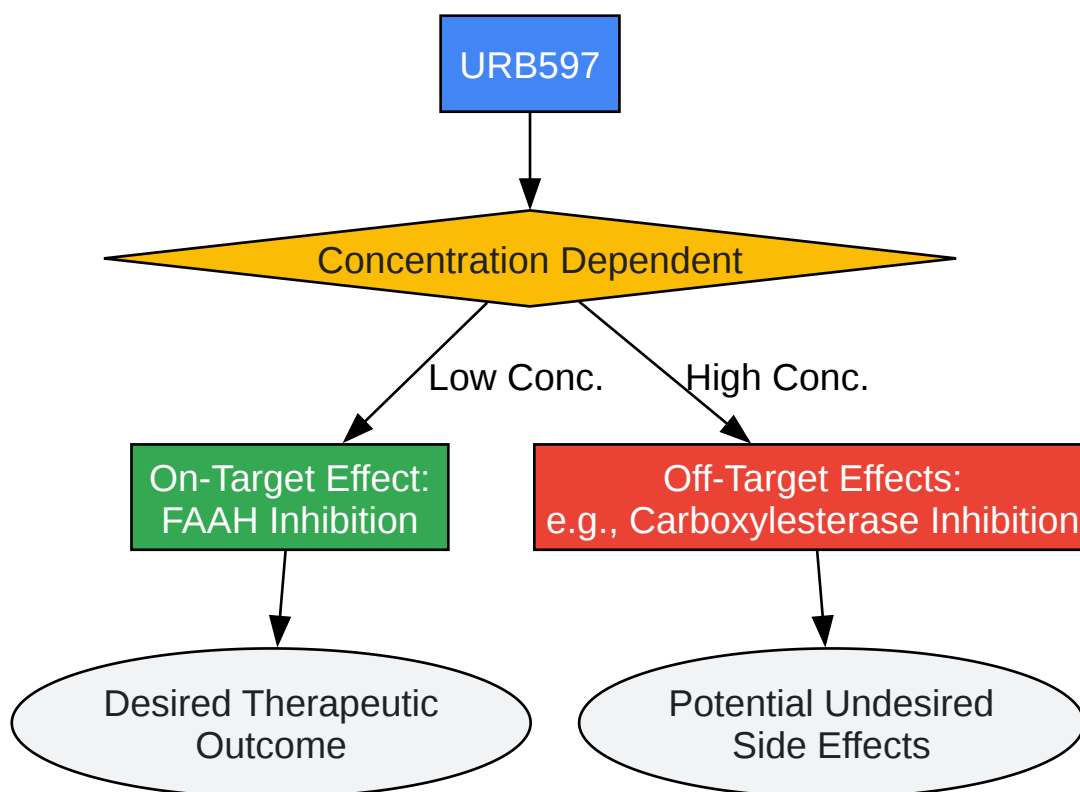 URB597
Concentration Dependent
Low Conc.
High Conc.
On-Target Effect:
FAAH Inhibition
Off-Target Effects:
e.g., Carboxylesterase Inhibition
Desired Therapeutic
Outcome
Potential Undesired
Side Effects